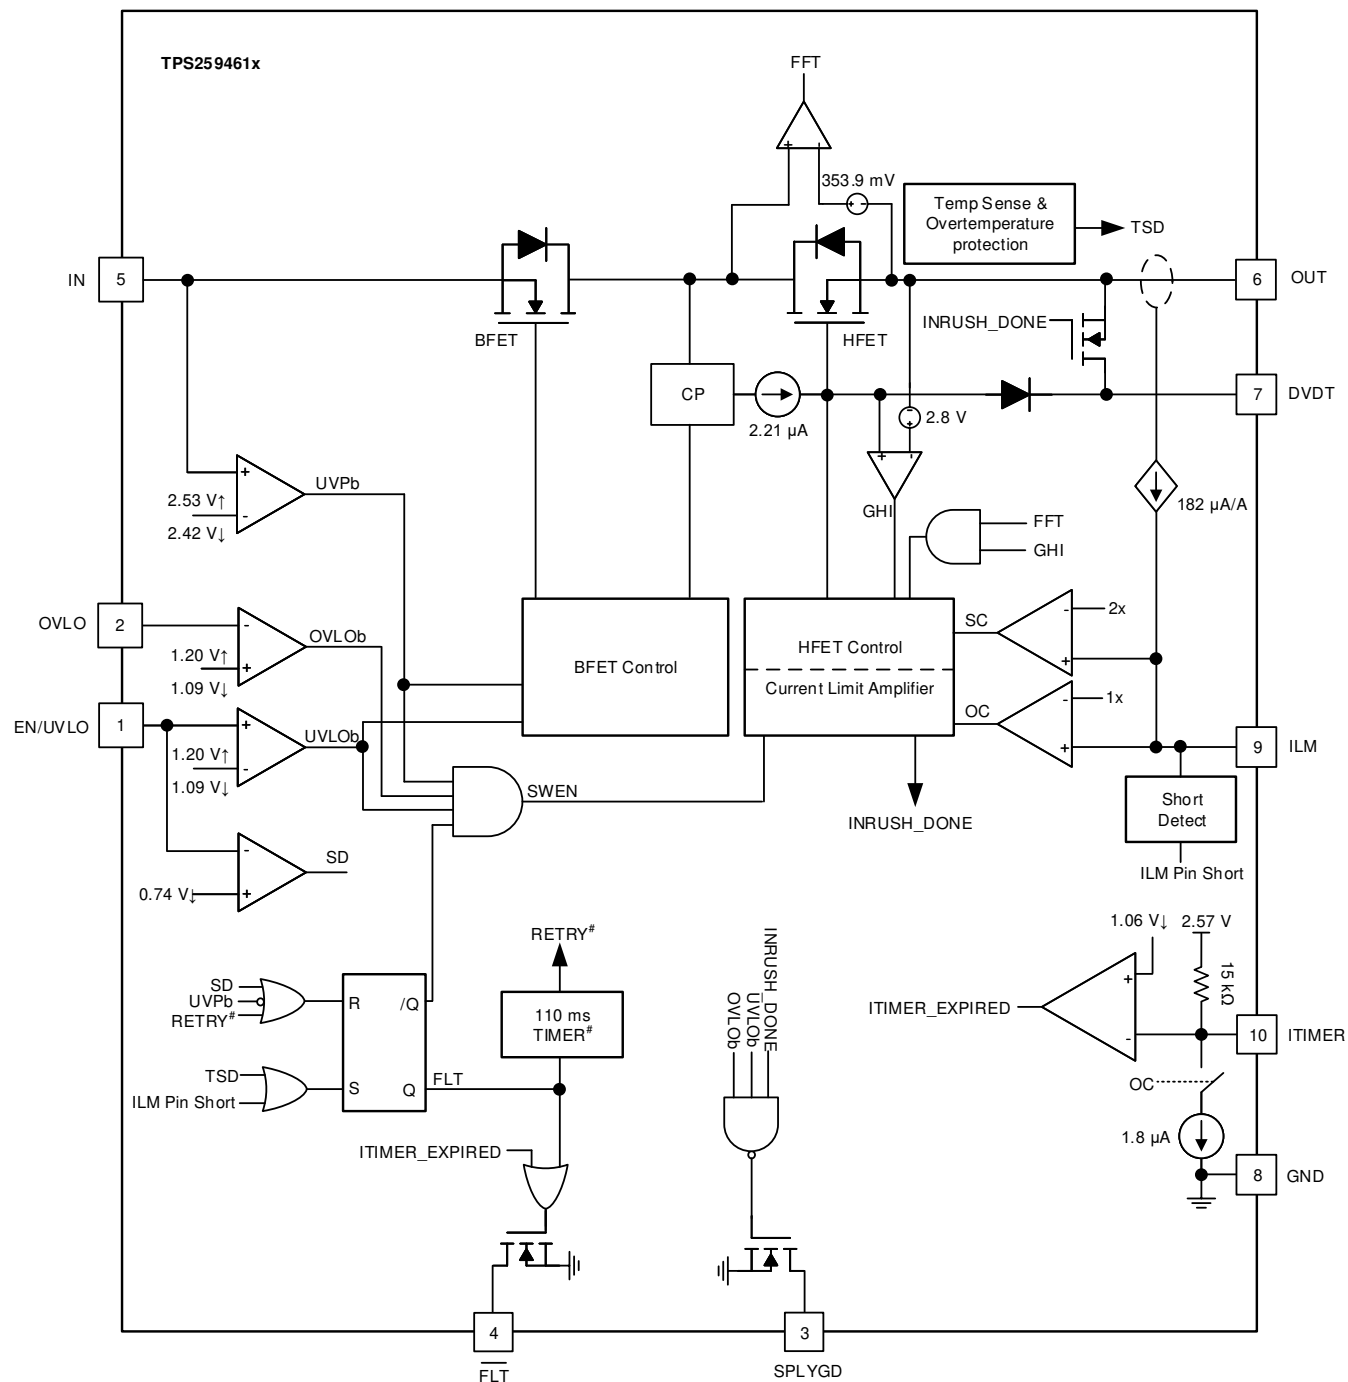 TPS259461x
FFT
353.9 mV
Temp Sense &
Overtemperature
protection
TSD
IN
5
6
OUT
BFET
HFET
INRUSH_DONE
CP
2.21 µA
2.8 V
7
DVDT
+
-
UVPb
2.53 V↑
2.42 V↓
GHI
182 µA/A
FFT
GHI
OVLO
2
OVLOb
1.20 V↑
1.09 V↓
BFET Control
HFET Control
Current Limit Amplifier
SC
2x
OC
1x
EN/UVLO
1
UVLOb
1.20 V↑
1.09 V↓
9
ILM
SWEN
INRUSH_DONE
Short
Detect
ILM Pin Short
SD
0.74 V↓
RETRY#
110 ms
TIMER#
INRUSH_DONE
UVLOb
OVLOb
1.06 V↓
2.57 V
15 kΩ
SD
UVPb
RETRY#
R
/Q
ITIMER_EXPIRED
10
ITIMER
TSD
ILM Pin Short
S
Q
FLT
OC
1.8 µA
ITIMER_EXPIRED
8
GND
4
FLT
3
SPLYGD